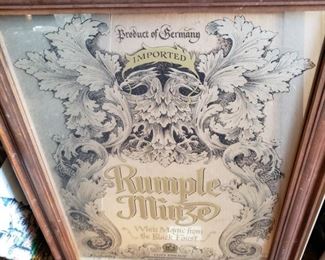 Product of Germany
IMPORTED
Rumple
Minze
White Magic from
the Black Forest